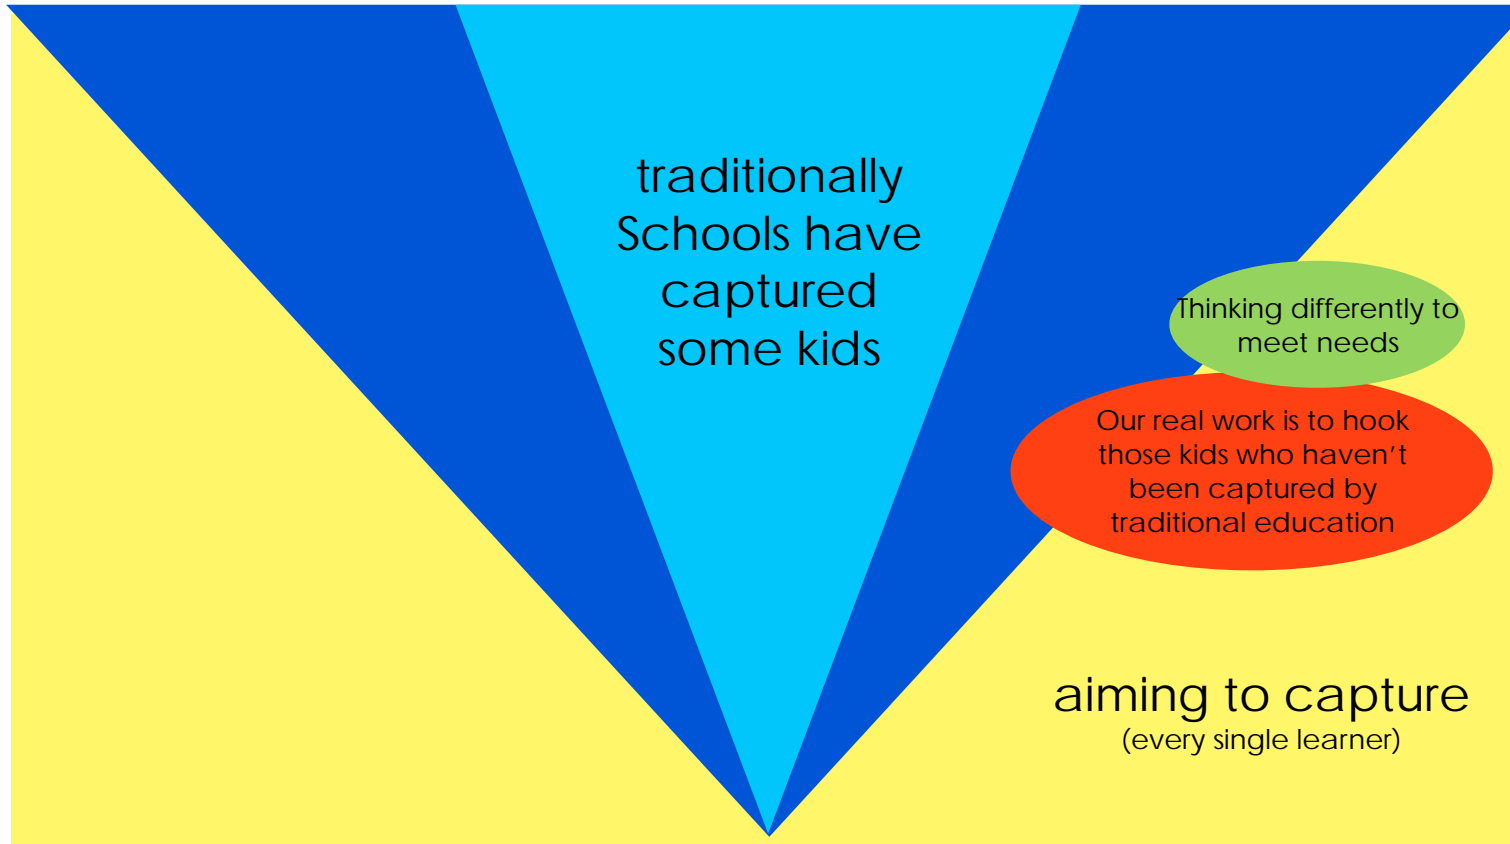 traditionally
Schools have
captured
some kids
Thinking differently to
meet needs
Our real work is to hook
those kids who haven’t
been captured by
traditional education
aiming to capture
(every single learner)